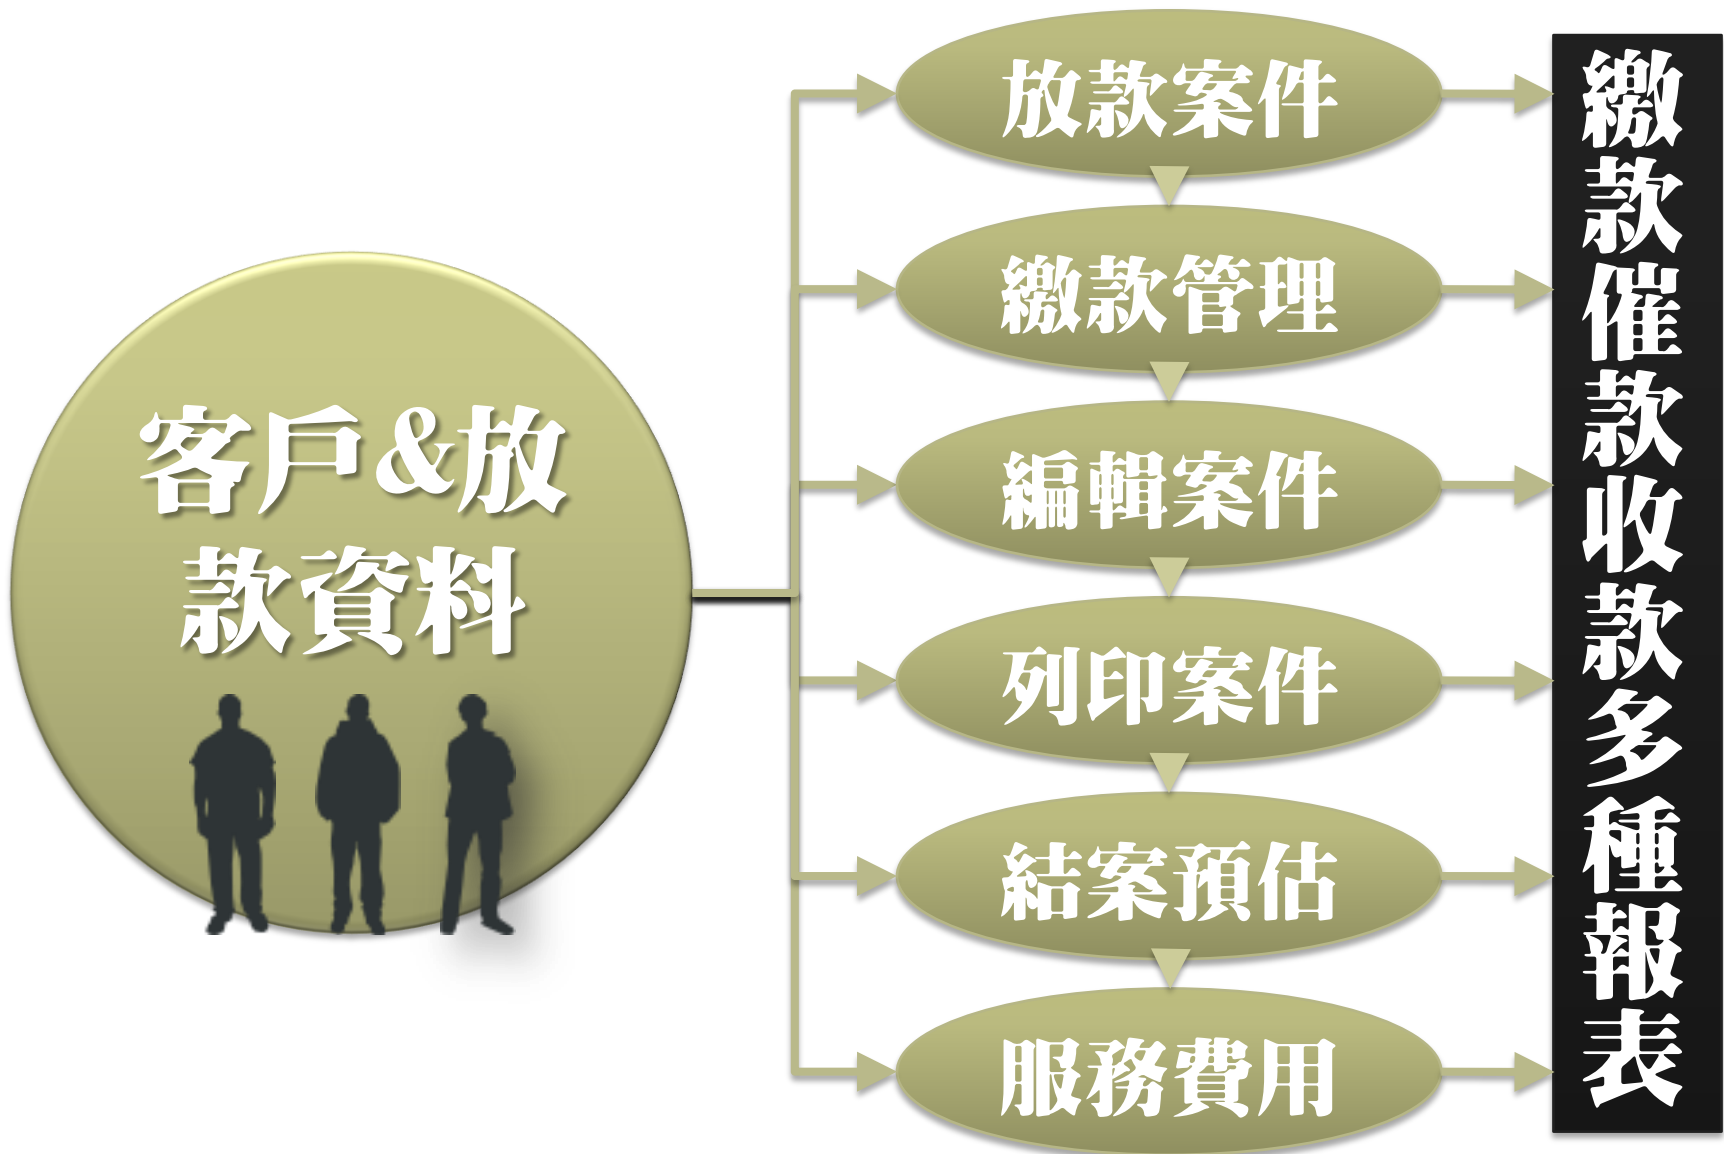 客戶&放
款資料
放款案件
繳款管理
編輯案件
列印案件
結案預估
服務費用
繳款催款收款多種報表